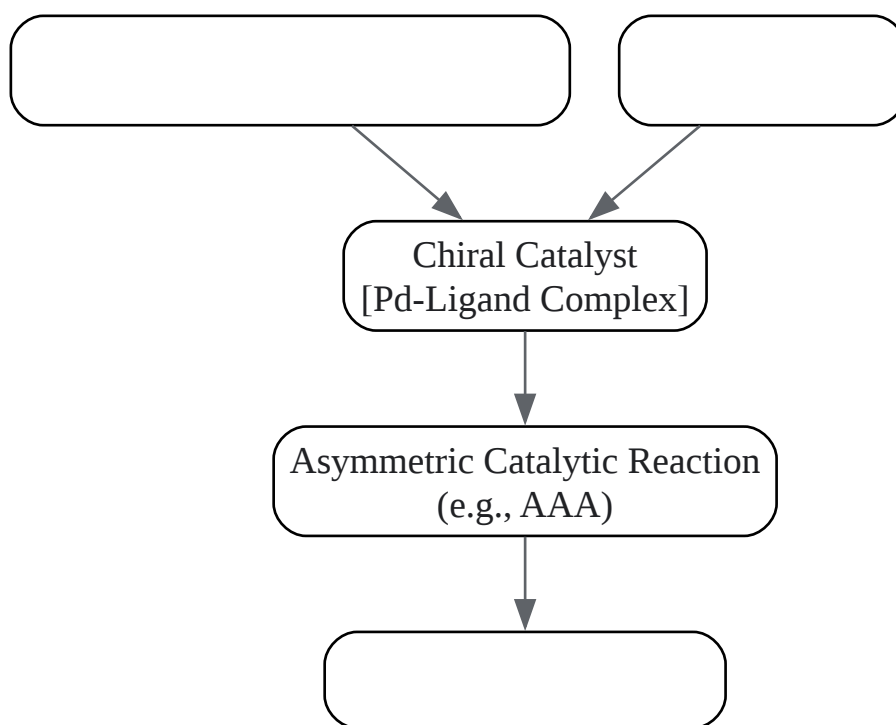 Chiral Catalyst
[Pd-Ligand Complex]
Asymmetric Catalytic Reaction
(e.g., AAA)